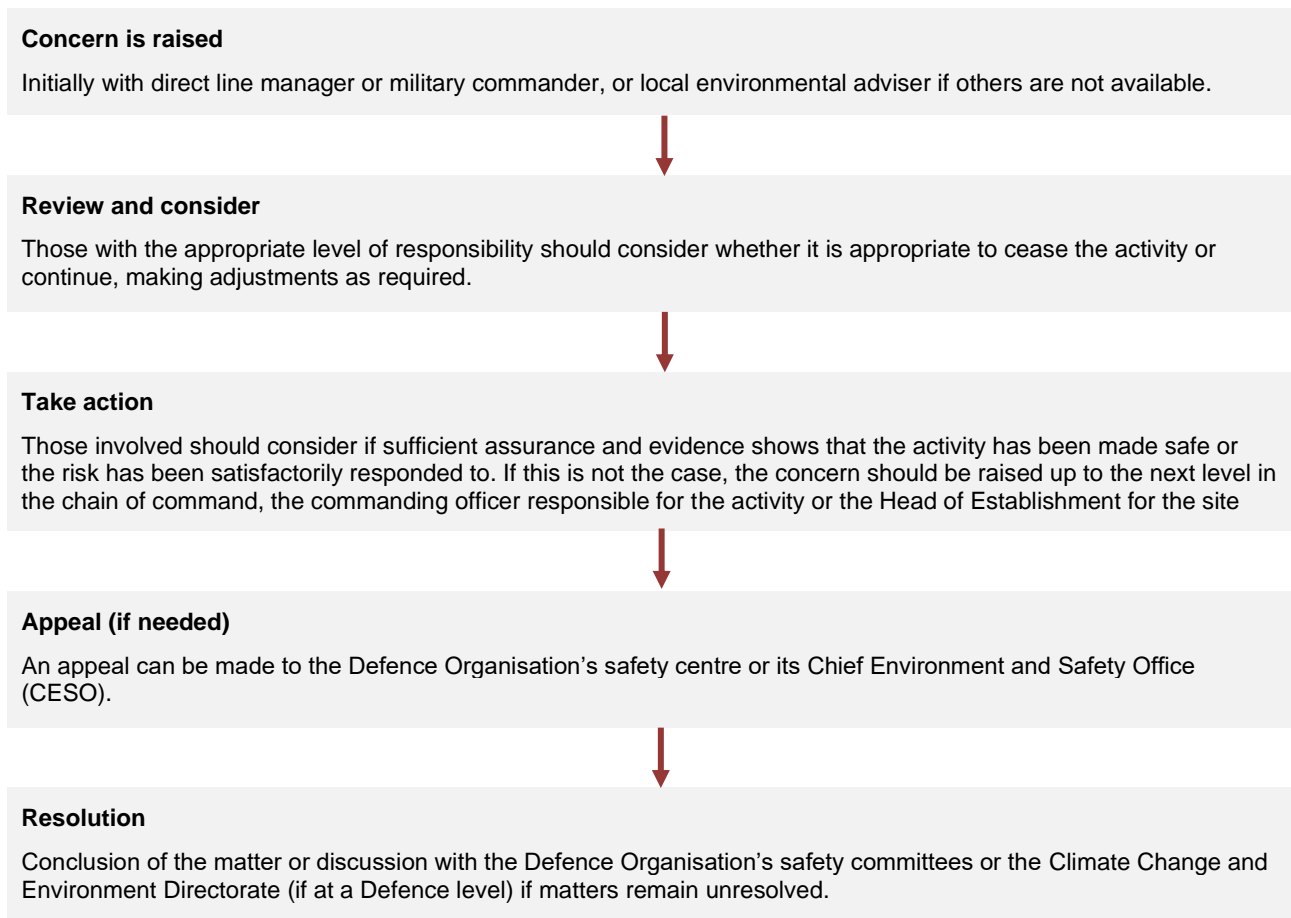 Concern is raised
Initially with direct line manager or military commander, or local environmental adviser if others are not available.
Review and consider
Those with the appropriate level of responsibility should consider whether it is appropriate to cease the activity or
continue, making adjustments as required.
Take action
Those involved should consider if sufficient assurance and evidence shows that the activity has been made safe or
the risk has been satisfactorily responded to. If this is not the case, the concern should be raised up to the next level in
the chain of command, the commanding officer responsible for the activity or the Head of Establishment for the site
Appeal (if needed)
An appeal can be made to the Defence Organisation’s safety centre or its Chief Environment and Safety Office
(CESO).
Resolution
Conclusion of the matter or discussion with the Defence Organisation’s safety committees or the Climate Change and
Environment Directorate (if at a Defence level) if matters remain unresolved.